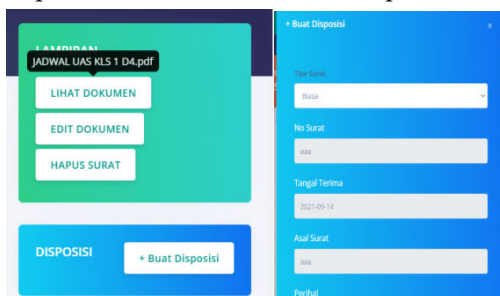 LAMPIRAN
JADWAL UAS KLS 1 D4.pdf
LIHAT DOKUMEN
EDIT DOKUMEN
HAPUS SURAT
DISPOSISI
+ Buat Disposisi
+ Buat Disposisi
x
Tipe Surat
Biasa
No Surat
aaa
Tangal Terima
2021-09-14
Asal Surat
aaa
Perihal